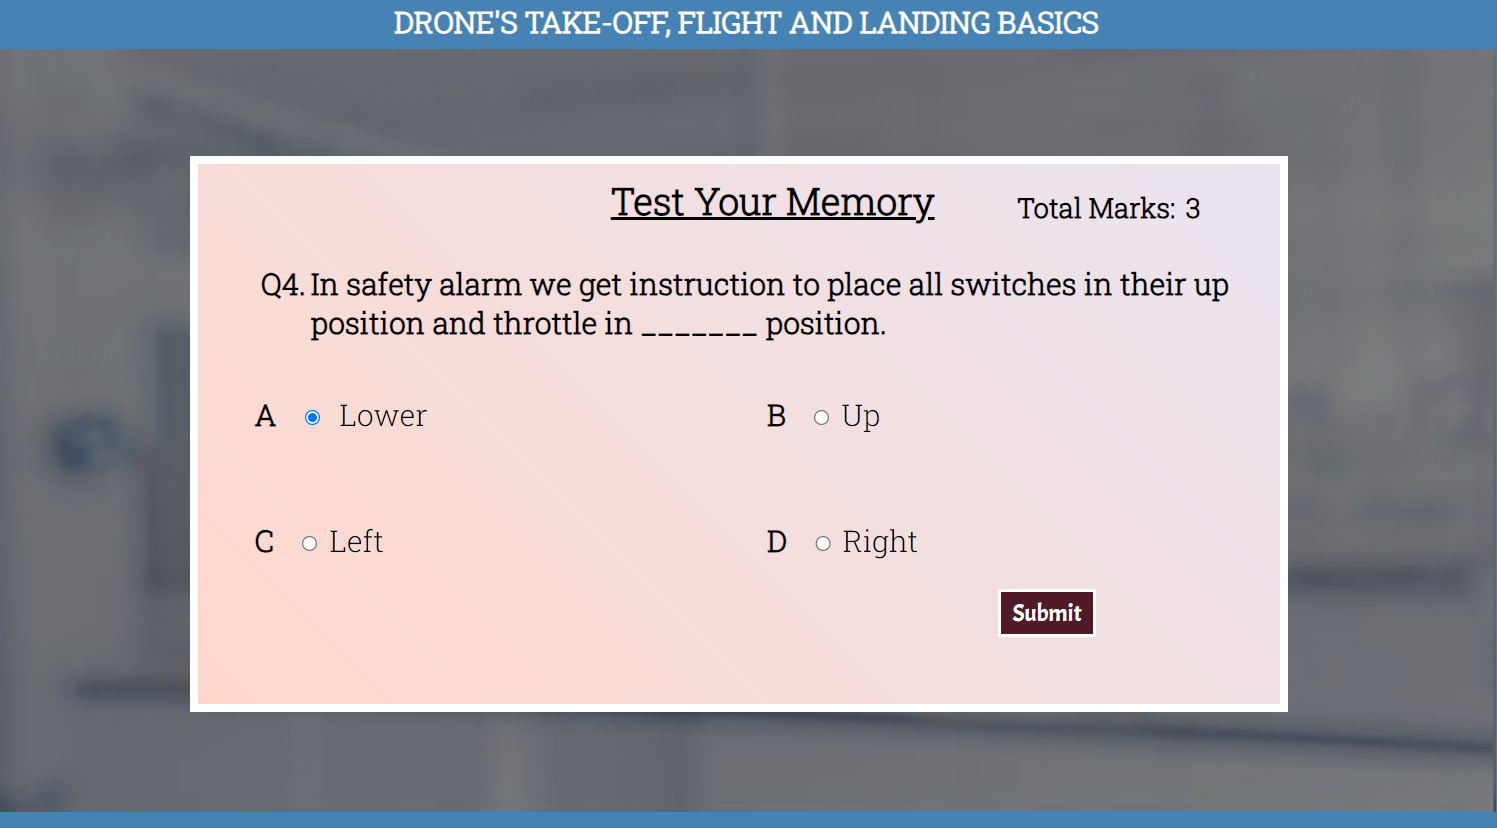 DRONE'S TAKE-OFF, FLIGHT AND LANDING BASICS
Test Your Memory
Total Marks: 3
Q4. In safety alarm we get instruction to place all switches in their up
position and throttle in _______ position.
A Lower
B Up
C Left
D Right
Submit